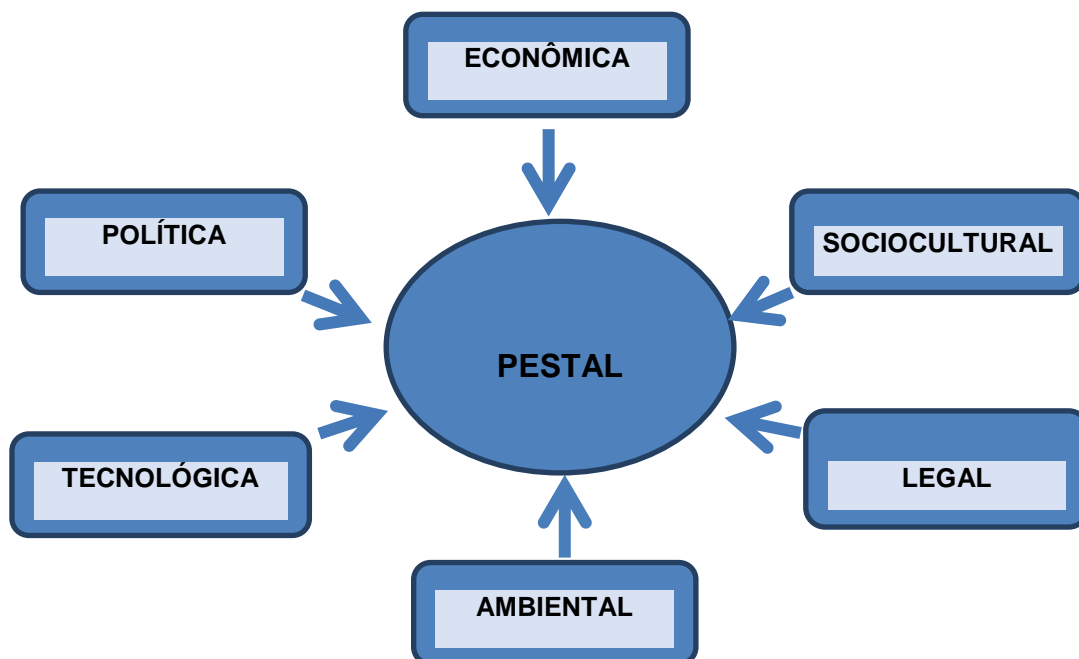 ECONÔMICA
POLÍTICA
SOCIOCULTURAL
PESTAL
TECNOLÓGICA
LEGAL
AMBIENTAL